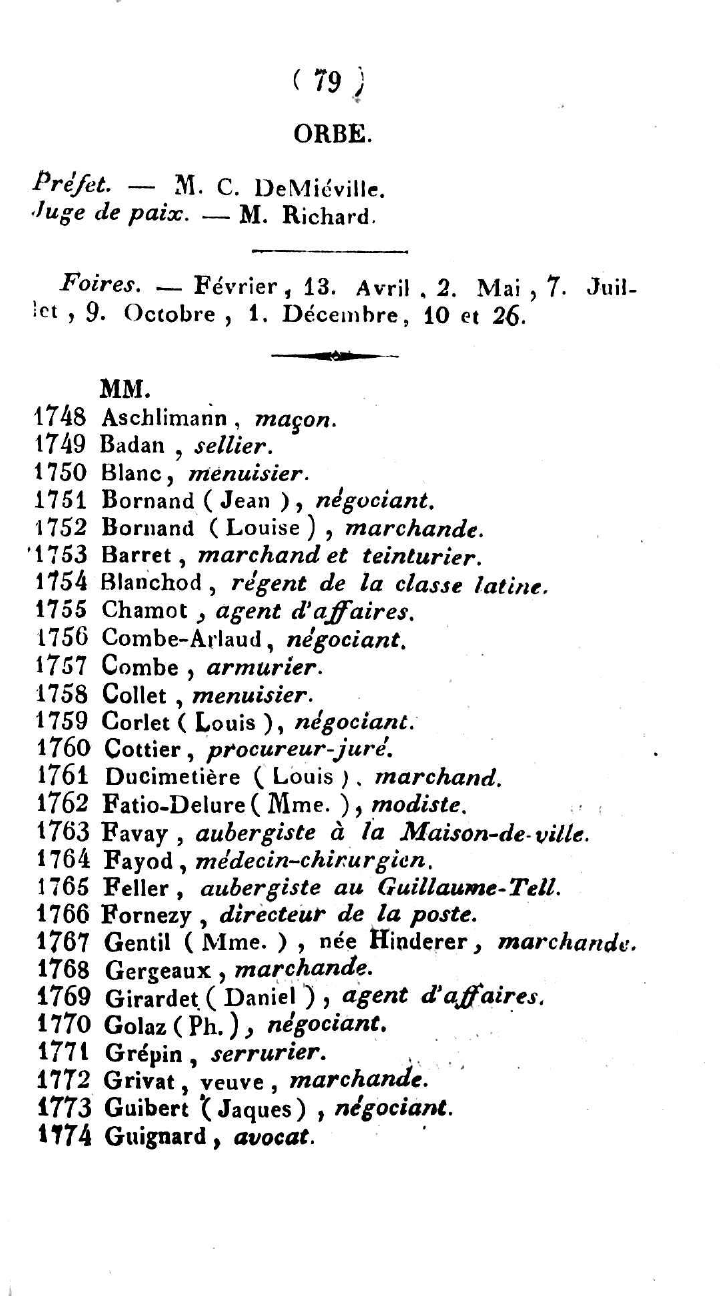 ( 79 )
ORBE.
Préfet. — M. C. DeMiéville.
Juge de paix. — M. Richard.
Foires. — Février, 13. Avril, 2. Mai, 7. Juil-
let, 9. Octobre, 1. Décembre, 10 et 26.
MM.
1748 Aschlimann, maçon.
1749 Badan, sellier.
1750 Blanc, menuisier.
1751 Bornand (Jean), négociant.
1752 Bornand (Louise), marchande.
1753 Barret, marchand et teinturier.
1754 Blanchod, régent de la classe latine.
1755 Chamot, agent d'affaires.
1756 Combe-Arlaud, négociant.
1757 Combe, armurier.
1758 Collet, menuisier.
1759 Corlet (Louis), négociant.
1760 Cottier, procureur-juré.
1761 Ducimetière (Louis), marchand.
1762 Fatio-Delure (Mme.), modiste.
1763 Favay, aubergiste à la Maison-de-ville.
1764 Fayod, médecin-chirurgien.
1765 Feller, aubergiste au Guillaume-Tell.
1766 Fornezy, directeur de la poste.
1767 Gentil (Mme.), née Hinderer, marchande.
1768 Gergeaux, marchande.
1769 Girardet (Daniel), agent d'affaires.
1770 Golaz (Ph.), négociant.
1771 Grépin, serrurier.
1772 Grivat, veuve, marchande.
1773 Guibert (Jaques), négociant.
1774 Guignard, avocat.